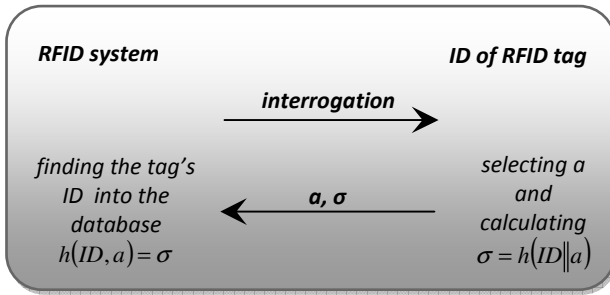 RFID system
ID of RFID tag
interrogation
finding the tag's
ID into the
database
h(ID, a) = σ
a, σ
selecting a
and
calculating
σ = h(ID‖a)